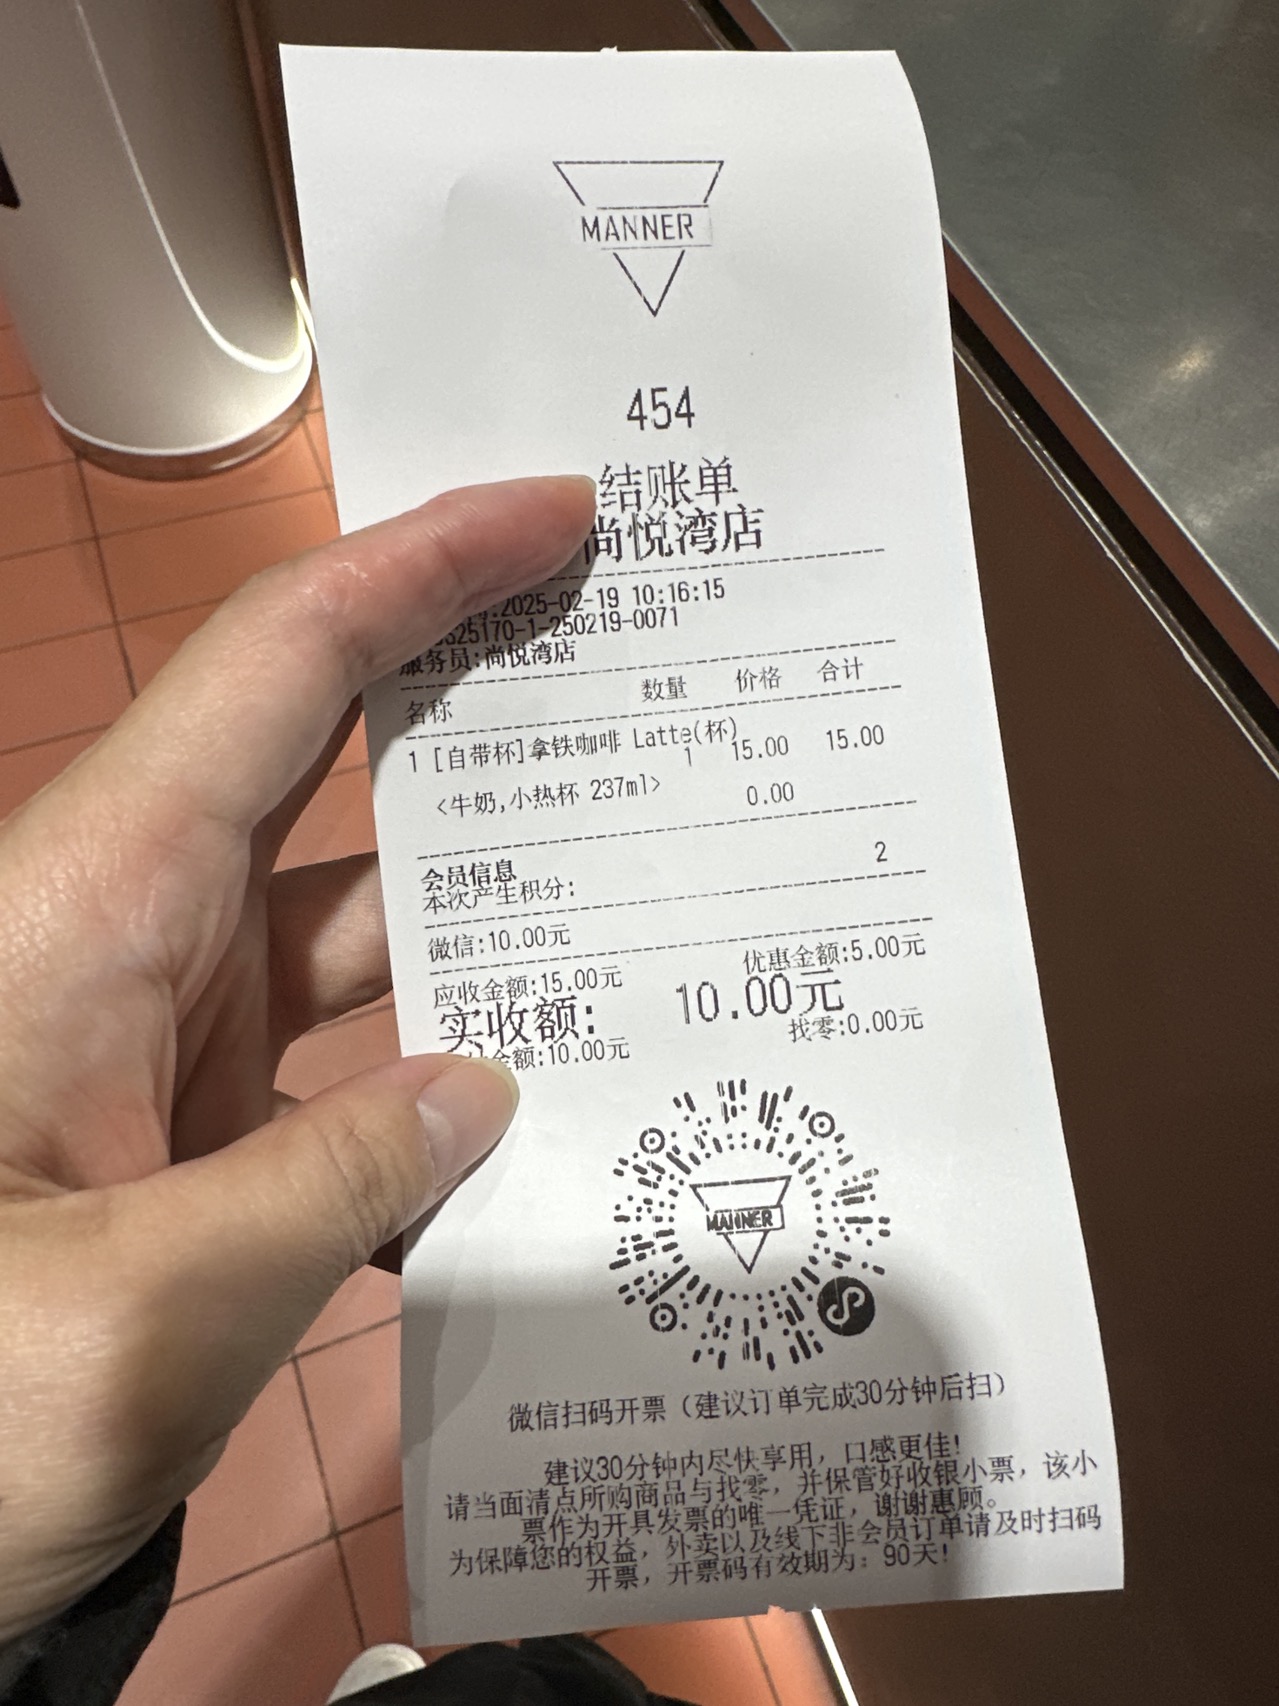 MANNER
454
结账单
尚悦湾店
:2025-02-19 10:16:15
25170-1-250219-0071
服务员:尚悦湾店
名称 数量 价格 合计
1 [自带杯]拿铁咖啡 Latte(杯)
1 15.00 15.00
<牛奶,小热杯 237ml> 0.00
会员信息
本次产生积分: 2
微信:10.00元
应收金额:15.00元 优惠金额:5.00元
实收额: 10.00元
金额:10.00元 找零:0.00元
MANNER
微信扫码开票（建议订单完成30分钟后扫）
建议30分钟内尽快享用，口感更佳!
请当面清点所购商品与找零，并保管好收银小票，该小
票作为开具发票的唯一凭证，谢谢惠顾。
为保障您的权益，外卖以及线下非会员订单请及时扫码
开票，开票码有效期为：90天!